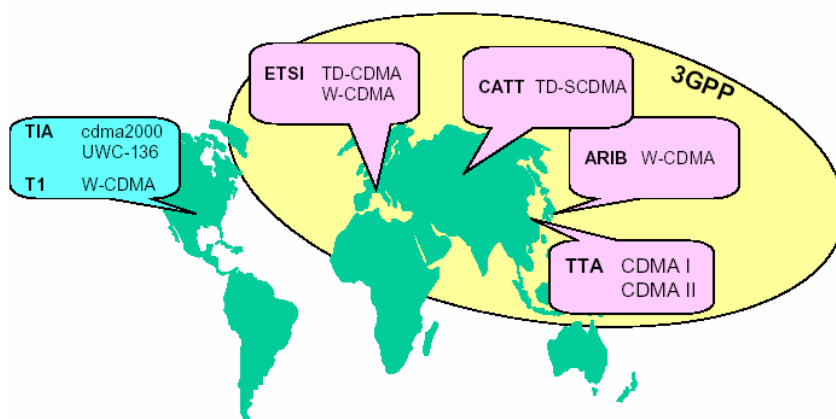 3GPP
ETSI TD-CDMA
W-CDMA
CATT TD-SCDMA
TIA cdma2000
UWC-136
T1 W-CDMA
ARIB W-CDMA
TTA CDMA I
CDMA II